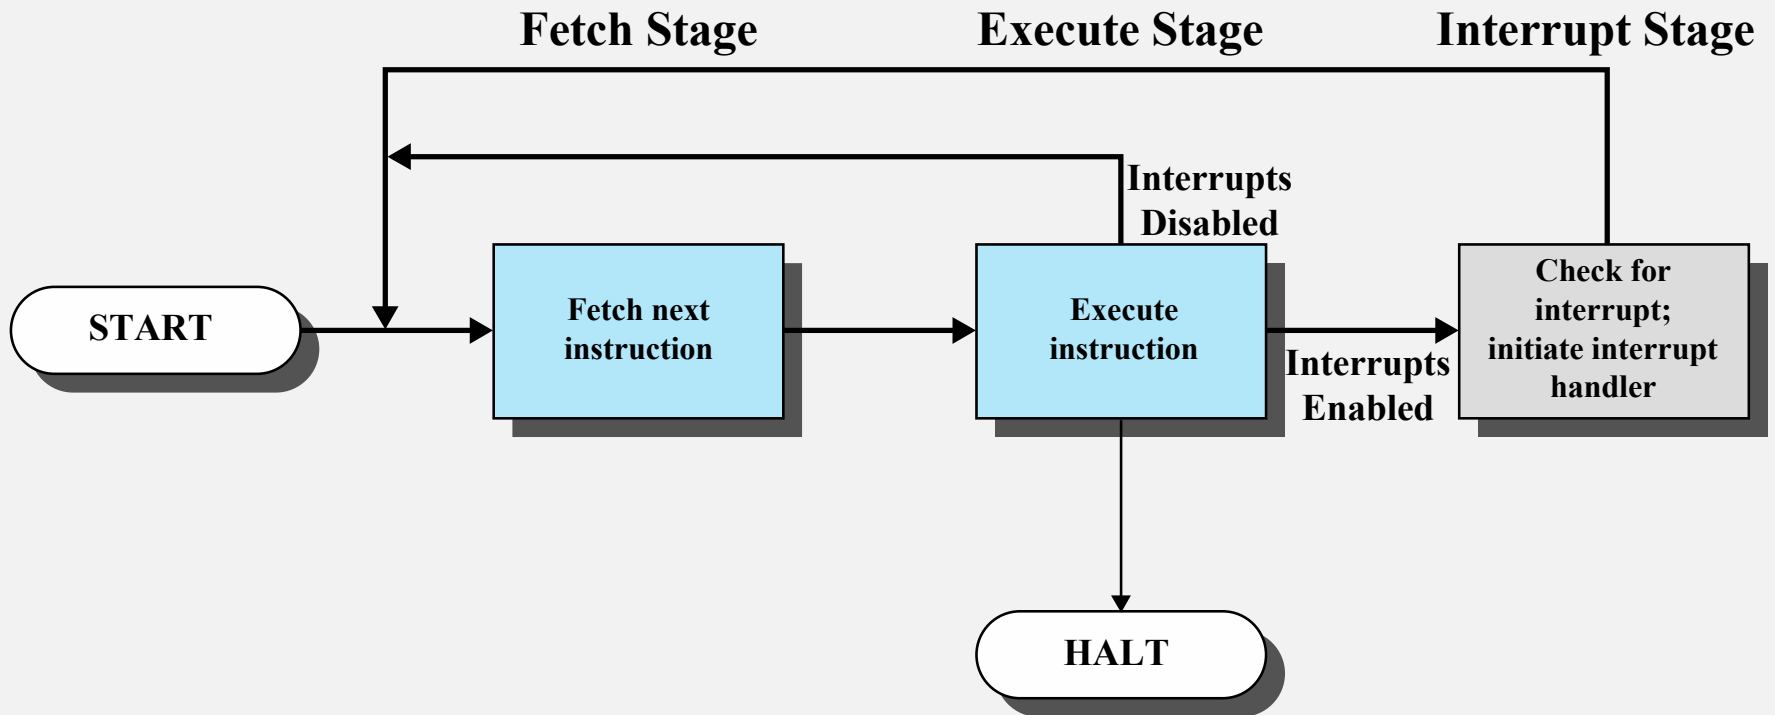 Fetch Stage
Execute Stage
Interrupt Stage
Interrupts
Disabled
START
Fetch next
instruction
Execute
instruction
Interrupts
Enabled
Check for
interrupt;
initiate interrupt
handler
HALT